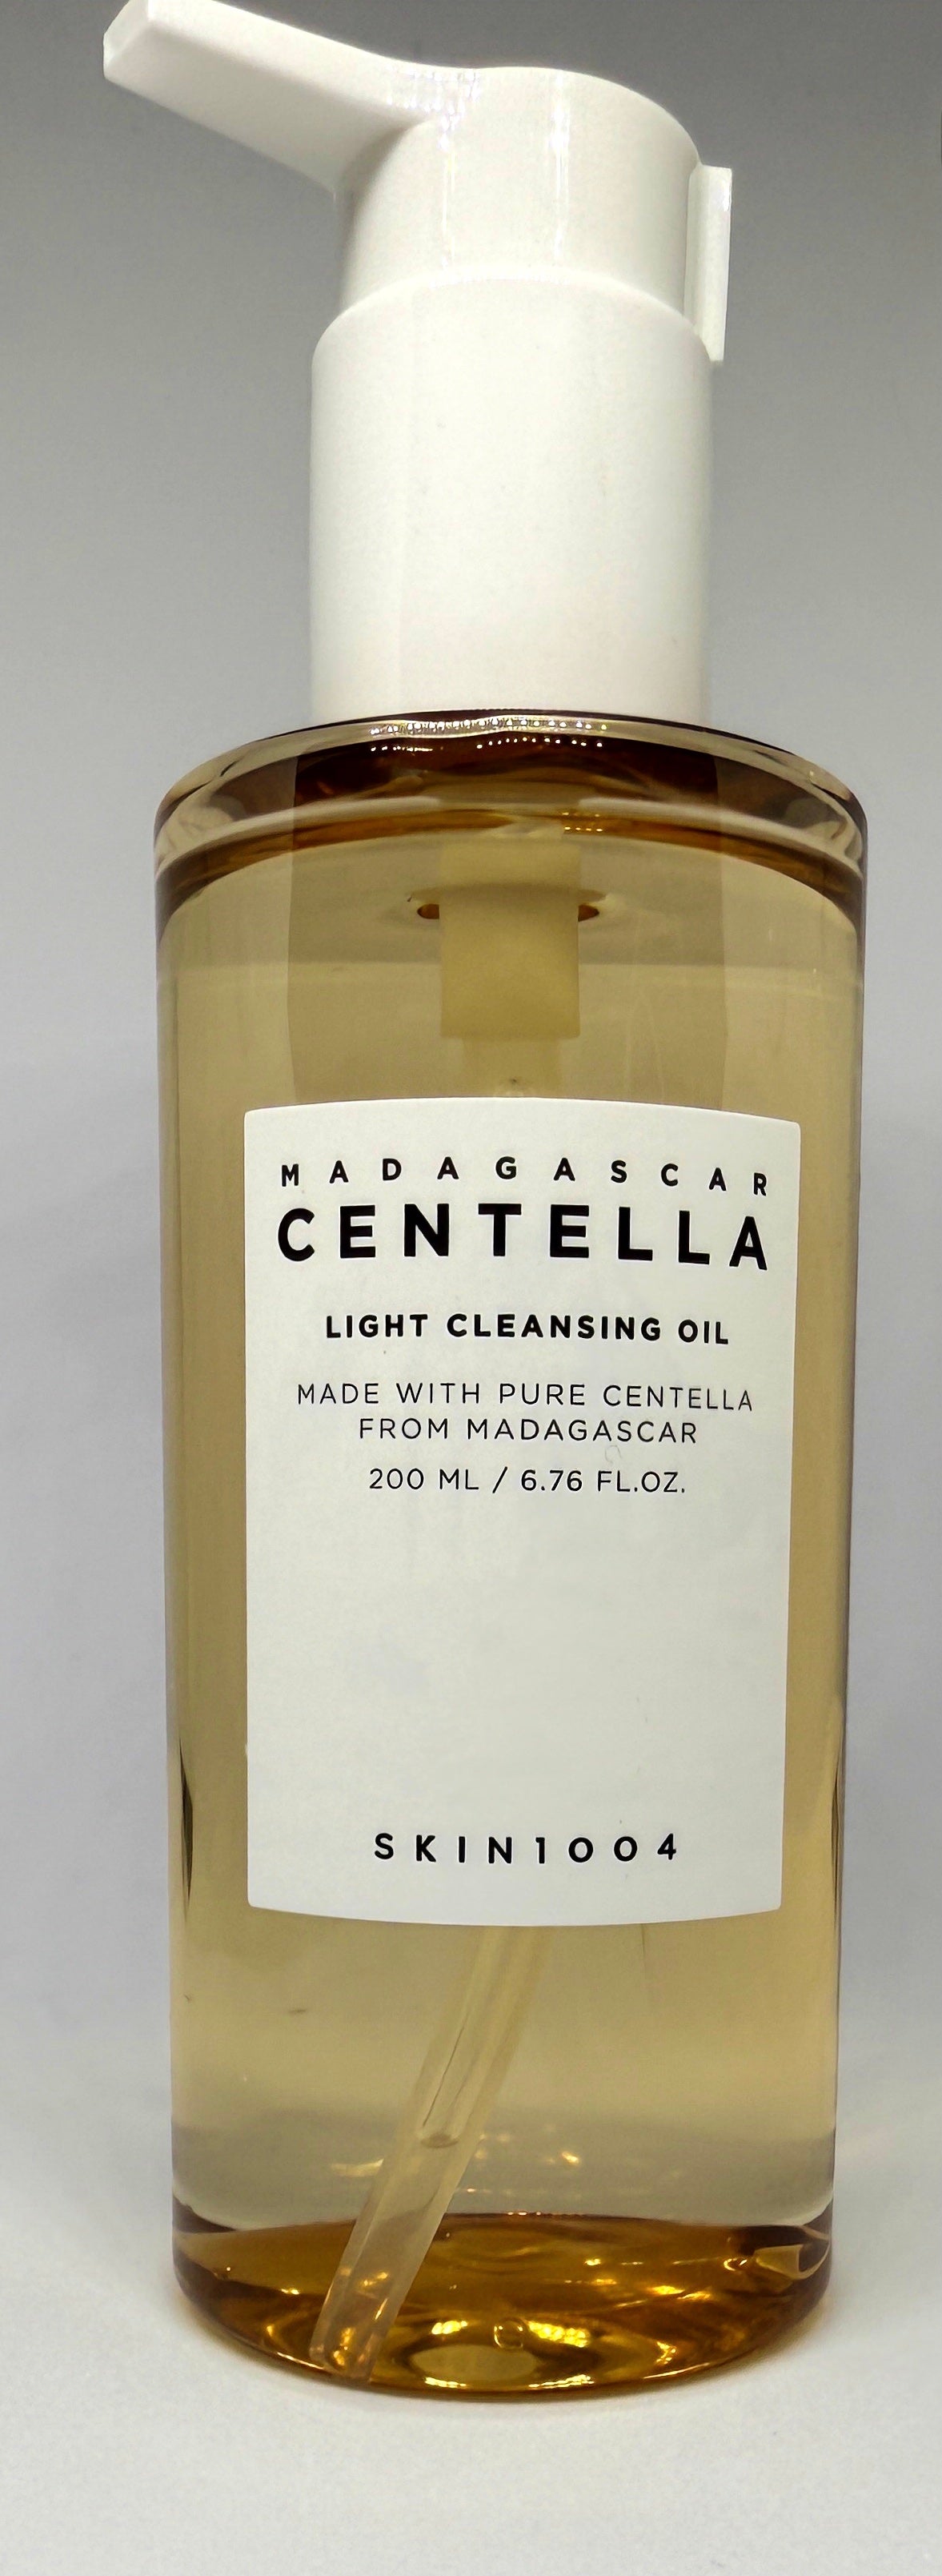 MADAGASCAR
CENTELLA
LIGHT CLEANSING OIL
MADE WITH PURE CENTELLA
FROM MADAGASCAR
200 ML / 6.76 FL.OZ.
SKIN1004